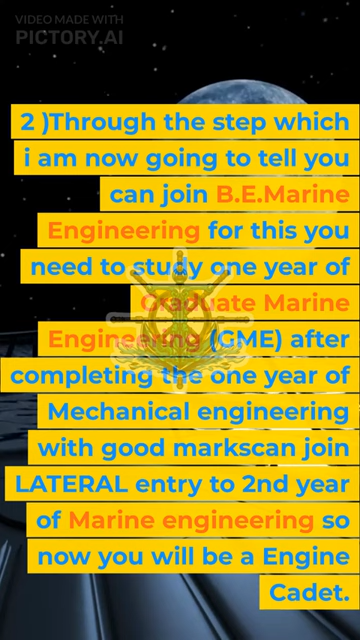 VIDEO MADE WITH
PICTORY.AI
2 )Through the step which
i am now going to tell you
can join B.E.Marine
Engineering for this you
need to study one year of
Graduate Marine
Engineering (GME) after
completing the one year of
Mechanical engineering
with good markscan join
LATERAL entry to 2nd year
of Marine engineering so
now you will be a Engine
Cadet.